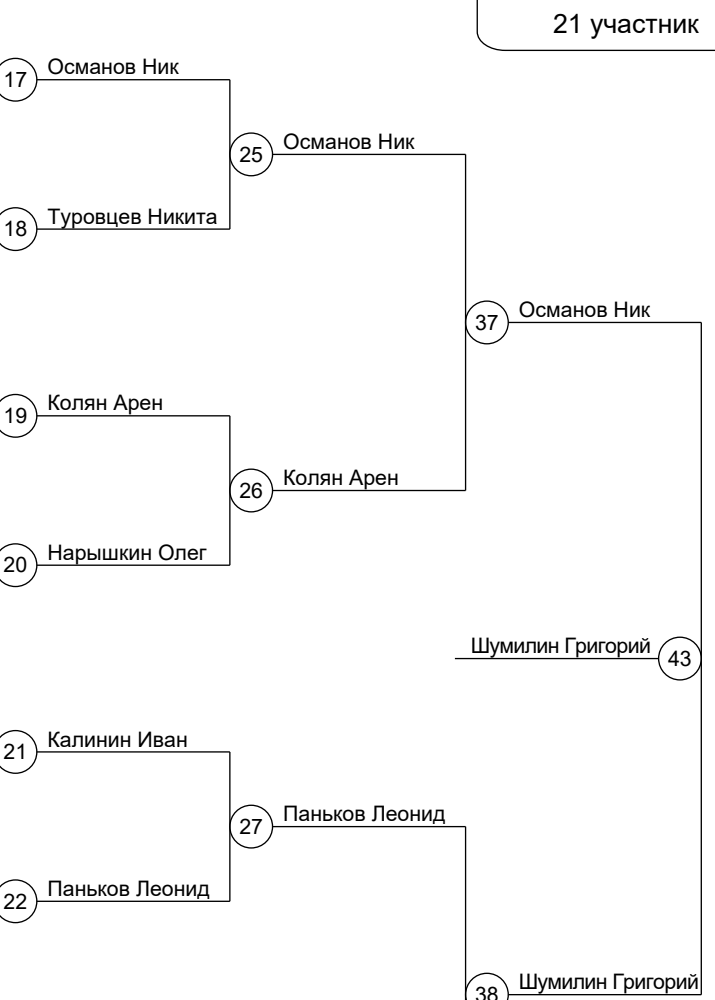 21 участник
17 Османов Ник
25 Османов Ник
18 Туровцев Никита
37 Османов Ник
19 Колян Арен
26 Колян Арен
20 Нарышкин Олег
Шумилин Григорий 43
21 Калинин Иван
27 Паньков Леонид
22 Паньков Леонид
38 Шумилин Григорий